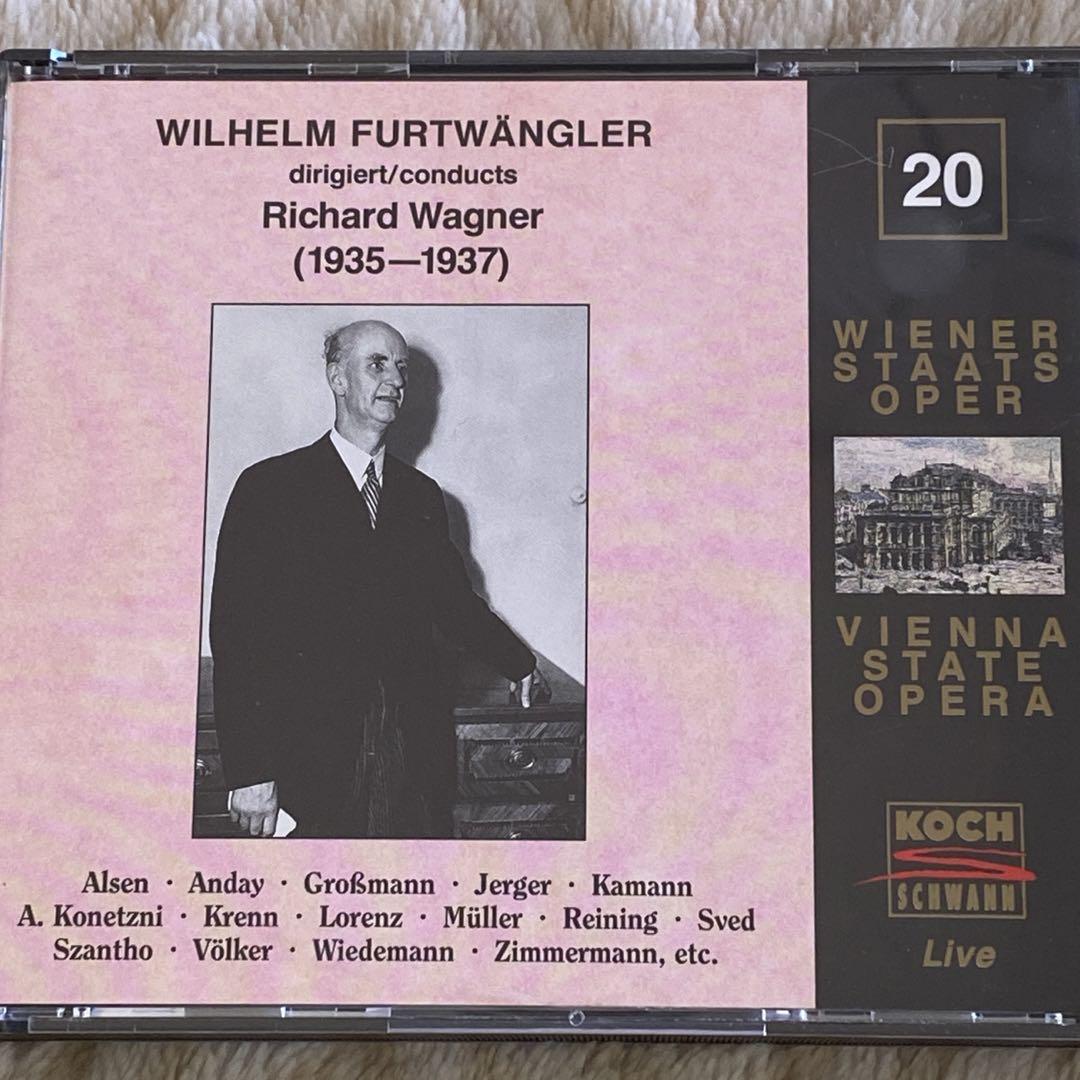 WILHELM FURTWÄNGLER
dirigiert/conducts
Richard Wagner
(1935—1937)
Alsen · Anday · Großmann · Jerger · Kamann
A. Konetzni · Krenn · Lorenz · Müller · Reining · Sved
Szantho · Völker · Wiedemann · Zimmermann, etc.
20
WIENER
STAATS
OPER
VIENNA
STATE
OPERA
KOCH
SCHWANN
Live